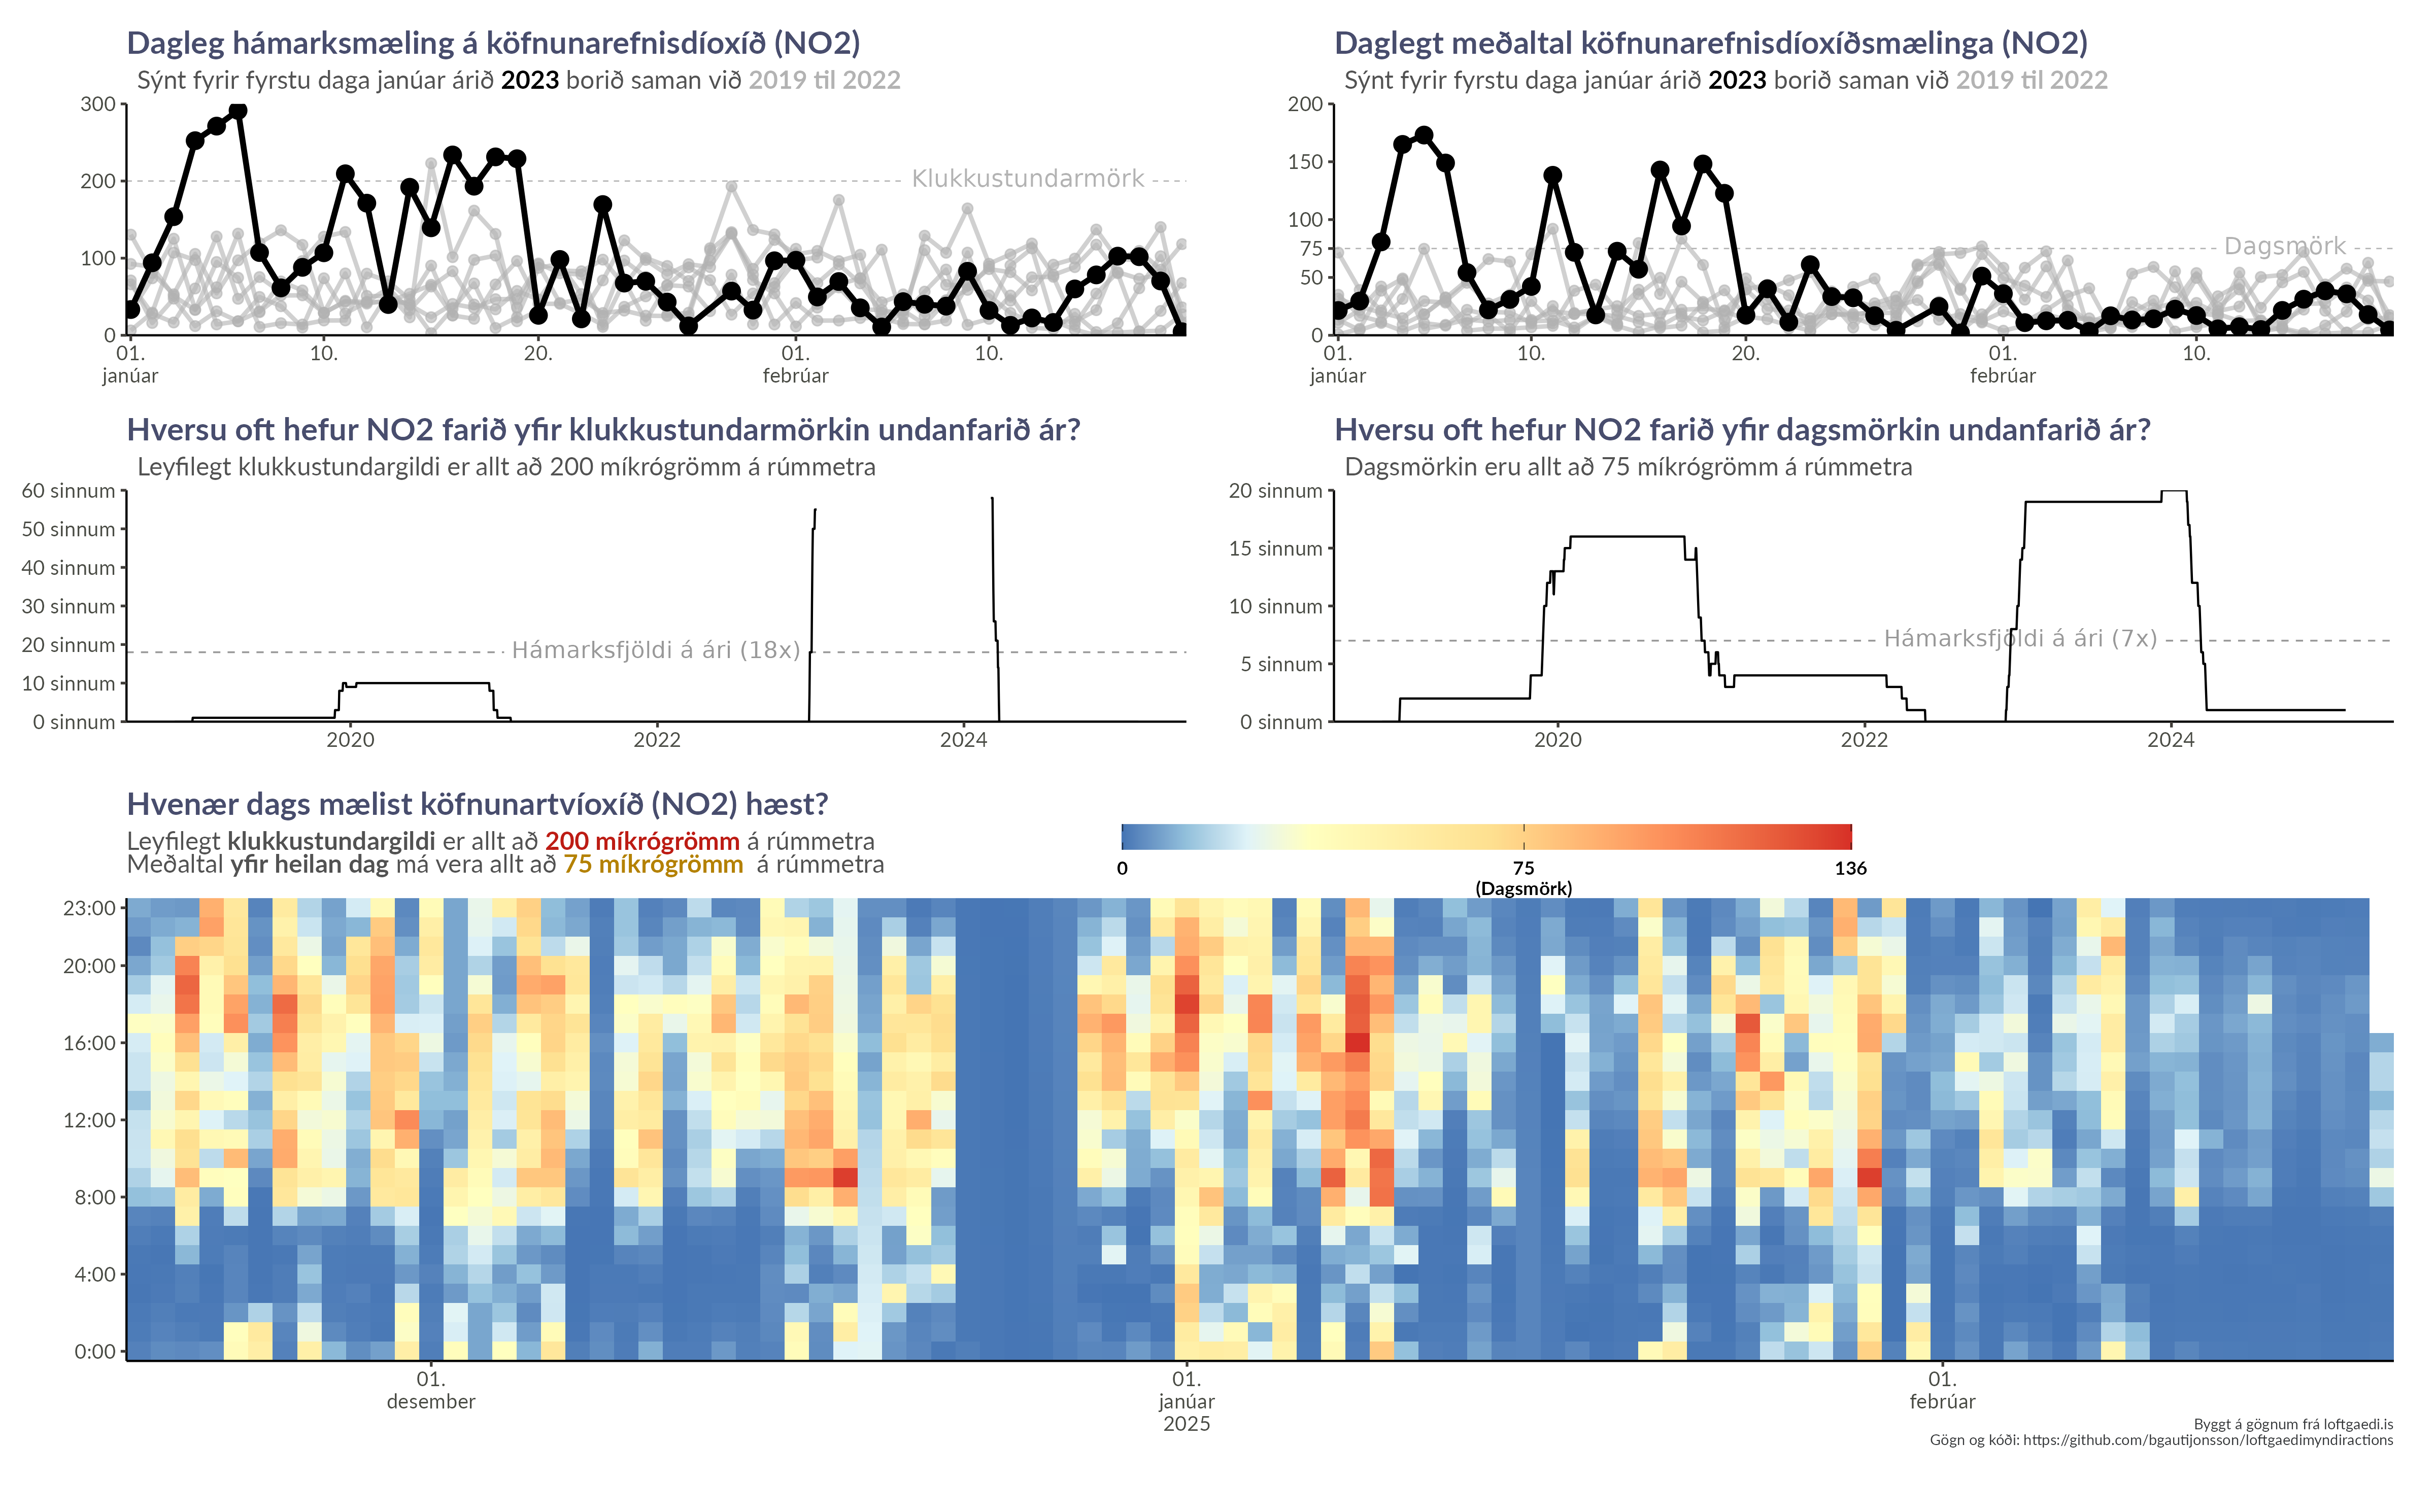 Dagleg hámarksmæling á köfnunarefnisdíoxíð (NO2)
Sýnt fyrir fyrstu daga janúar árið 2023 borið saman við 2019 til 2022
300
200
100
0
Klukkustundarmörk
01.
janúar
10.
20.
01.
febrúar
10.
Daglegt meðaltal köfnunarefnisdíoxíðsmælinga (NO2)
Sýnt fyrir fyrstu daga janúar árið 2023 borið saman við 2019 til 2022
200
150
100
75
50
0
Dagsmörk
01.
janúar
10.
20.
01.
febrúar
10.
Hversu oft hefur NO2 farið yfir klukkustundarmörkin undanfarið ár?
Leyfilegt klukkustundargildi er allt að 200 míkrógrömm á rúmmetra
60 sinnum
50 sinnum
40 sinnum
30 sinnum
20 sinnum
10 sinnum
0 sinnum
Hámarksfjöldi á ári (18x)
2020
2022
2024
Hversu oft hefur NO2 farið yfir dagsmörkin undanfarið ár?
Dagsmörkin eru allt að 75 míkrógrömm á rúmmetra
20 sinnum
15 sinnum
10 sinnum
5 sinnum
0 sinnum
Hámarksfjöldi á ári (7x)
2020
2022
2024
Hvenær dags mælist köfnunartvíoxíð (NO2) hæst?
Leyfilegt klukkustundargildi er allt að 200 míkrógrömm á rúmmetra
Meðaltal yfir heilan dag má vera allt að 75 míkrógrömm á rúmmetra
0
75
(Dagsmörk)
136
23:00
20:00
16:00
12:00
8:00
4:00
0:00
01.
desember
01.
janúar
2025
01.
febrúar
Byggt á gögnum frá loftgaedi.is
Gögn og kóði: https://github.com/bgautijonsson/loftgaedimyndiractions